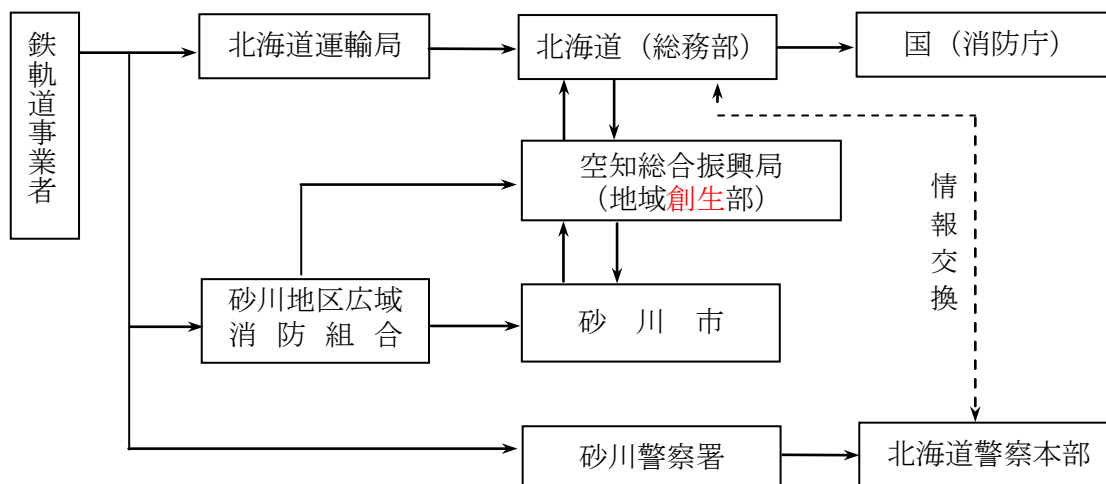 鉄軌道事業者
北海道運輸局
北海道（総務部）
国（消防庁）
空知総合振興局
（地域創生部）
情報交換
砂川地区広域
消防組合
砂川市
砂川警察署
北海道警察本部